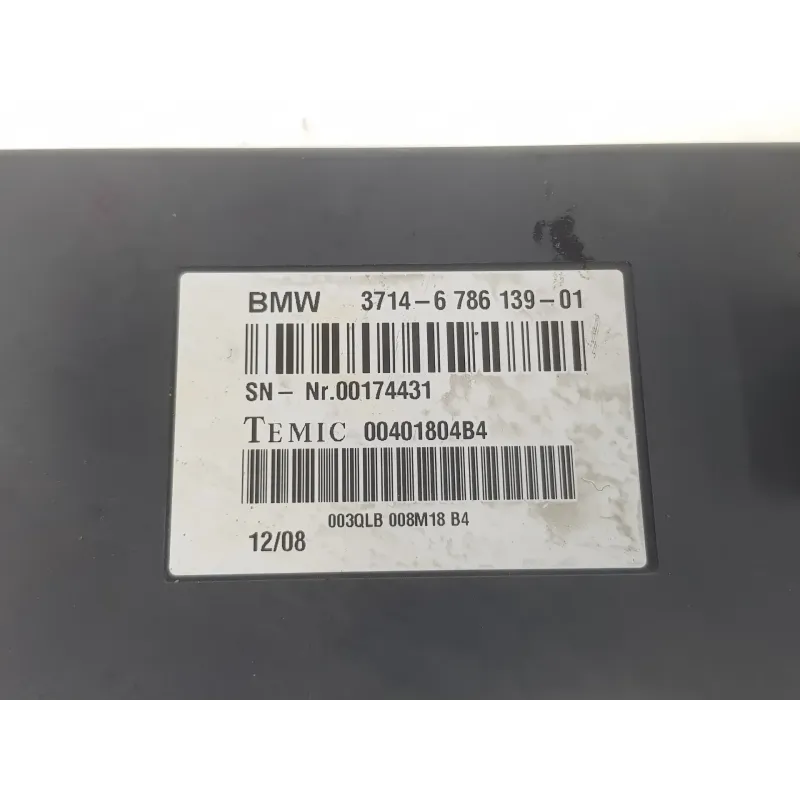 BMW 3714-6 786 139-01
SN- Nr.00174431
TEMIC 00401804B4
003QLB 008M18 B4
12/08